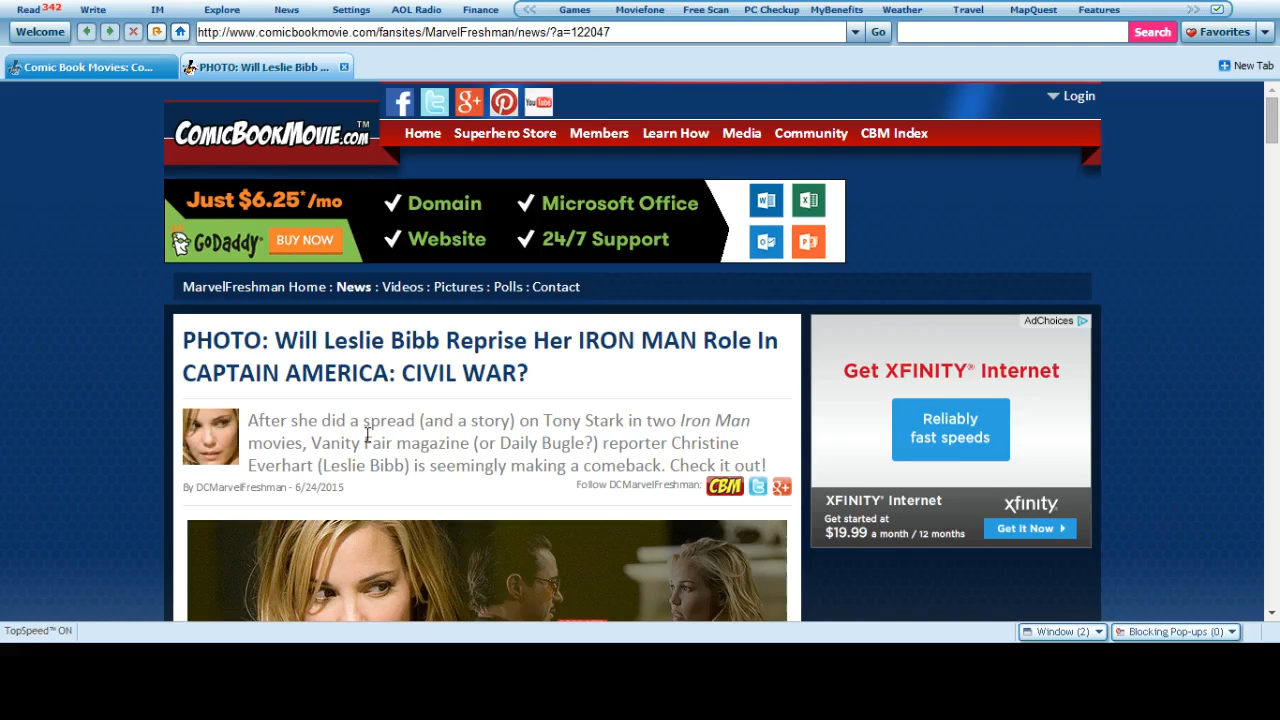 Read 342 Write IM Explore News Settings AOL Radio Finance Games Moviefone Free Scan PC Checkup MyBenefits Weather Travel MapQuest Features
Welcome http://www.comicbookmovie.com/fansites/MarvelFreshman/news/?a=122047 Go Search Favorites
Comic Book Movies: Co... PHOTO: Will Leslie Bibb ... New Tab
You Tube
Login
COMICBOOKMOVIE.COM TM
Home Superhero Store Members Learn How Media Community CBM Index
Just $6.25*/mo
GoDaddy BUY NOW
Domain Microsoft Office
Website 24/7 Support
MarvelFreshman Home : News : Videos : Pictures : Polls : Contact
PHOTO: Will Leslie Bibb Reprise Her IRON MAN Role In
CAPTAIN AMERICA: CIVIL WAR?
After she did a spread (and a story) on Tony Stark in two Iron Man
movies, Vanity Fair magazine (or Daily Bugle?) reporter Christine
Everhart (Leslie Bibb) is seemingly making a comeback. Check it out!
By DCMarvelFreshman - 6/24/2015
Follow DCMarvelFreshman: CBM
AdChoices
Get XFINITY® Internet
Reliably
fast speeds
XFINITY® Internet
Get started at
$19.99 a month / 12 months
xfinity
Get It Now
TopSpeed™ ON Window (2) Blocking Pop-ups (0)